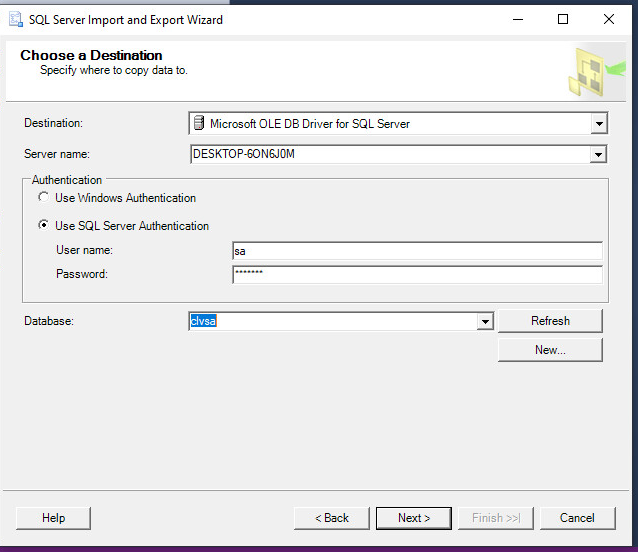 SQL Server Import and Export Wizard
Choose a Destination
Specify where to copy data to.
Destination: Microsoft OLE DB Driver for SQL Server
Server name: DESKTOP-6ON6J0M
Authentication
Use Windows Authentication
Use SQL Server Authentication
User name: sa
Password: *******
Database: clvsa Refresh
New...
Help < Back Next > Finish >>| Cancel